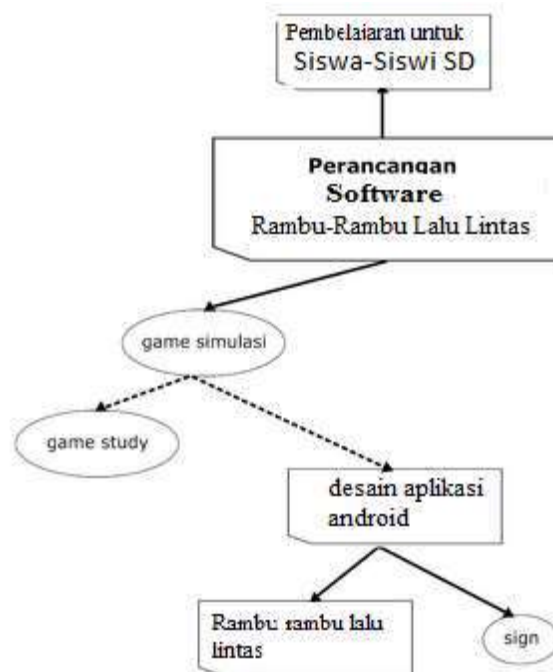 Pembelajaran untuk
Siswa-Siswi SD
Perancangan
Software
Rambu-Rambu Lalu Lintas
game simulasi
game study
desain aplikasi
android
Rambu rambu lalu
lintas
sign